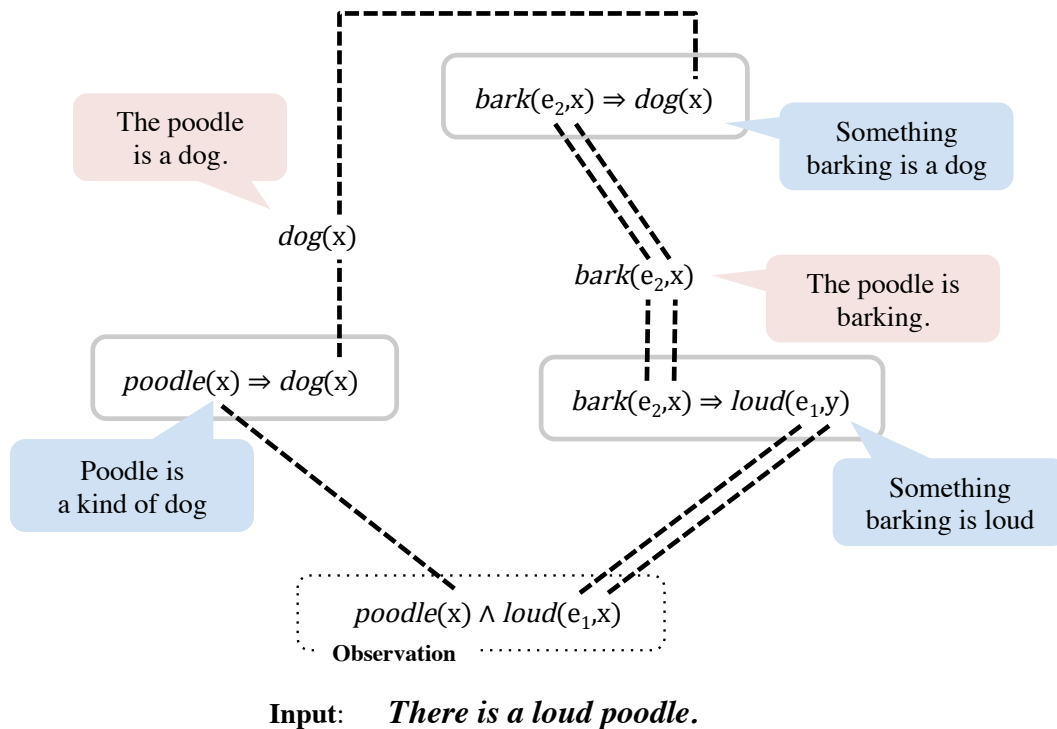 bark(e₂,x) ⇒ dog(x)
The poodle
is a dog.
Something
barking is a dog
dog(x)
bark(e₂,x)
The poodle is
barking.
poodle(x) ⇒ dog(x)
bark(e₂,x) ⇒ loud(e₁,y)
Poodle is
a kind of dog
Something
barking is loud
poodle(x) ∧ loud(e₁,x)
Observation
Input: There is a loud poodle.